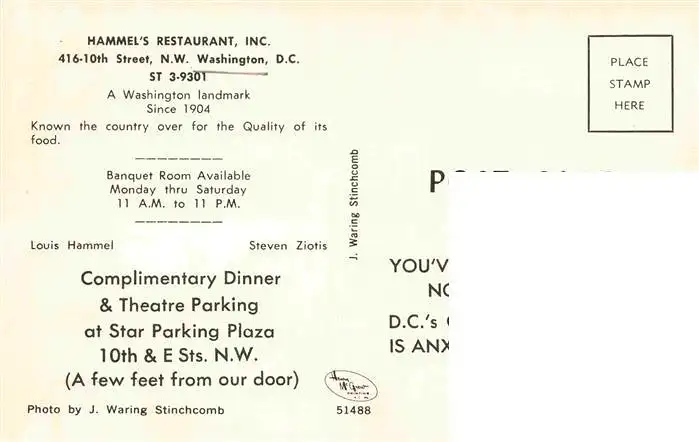 HAMMEL'S RESTAURANT, INC.
416-10th Street, N.W. Washington, D.C.
ST 3-9301
A Washington landmark
Since 1904
Known the country over for the Quality of its
food.
Banquet Room Available
Monday thru Saturday
11 A.M. to 11 P.M.
Louis Hammel Steven Ziotis
Complimentary Dinner
& Theatre Parking
at Star Parking Plaza
10th & E Sts. N.W.
(A few feet from our door)
Photo by J. Waring Stinchcomb
J. Waring Stinchcomb
51488
PLACE
STAMP
HERE
YOU'V
D.C.'s
IS